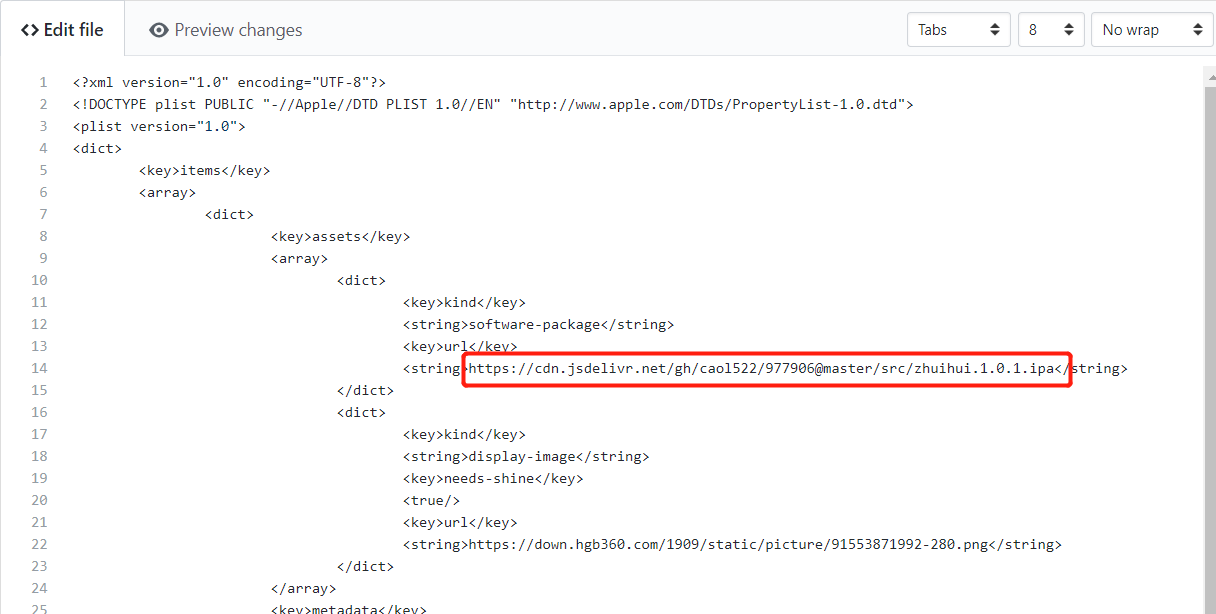 <> Edit file
Preview changes
Tabs
8
No wrap
1 <?xml version="1.0" encoding="UTF-8"?>
2 <!DOCTYPE plist PUBLIC "-//Apple//DTD PLIST 1.0//EN" "http://www.apple.com/DTDs/PropertyList-1.0.dtd">
3 <plist version="1.0">
4 <dict>
5 <key>items</key>
6 <array>
7 <dict>
8 <key>assets</key>
9 <array>
10 <dict>
11 <key>kind</key>
12 <string>software-package</string>
13 <key>url</key>
14 <string>https://cdn.jsdelivr.net/gh/caol522/977906@master/src/zhuihui.1.0.1.ipa</string>
15 </dict>
16 <dict>
17 <key>kind</key>
18 <string>display-image</string>
19 <key>needs-shine</key>
20 <true/>
21 <key>url</key>
22 <string>https://down.hgb360.com/1909/static/picture/91553871992-280.png</string>
23 </dict>
24 </array>
25 <key>metadata</key>